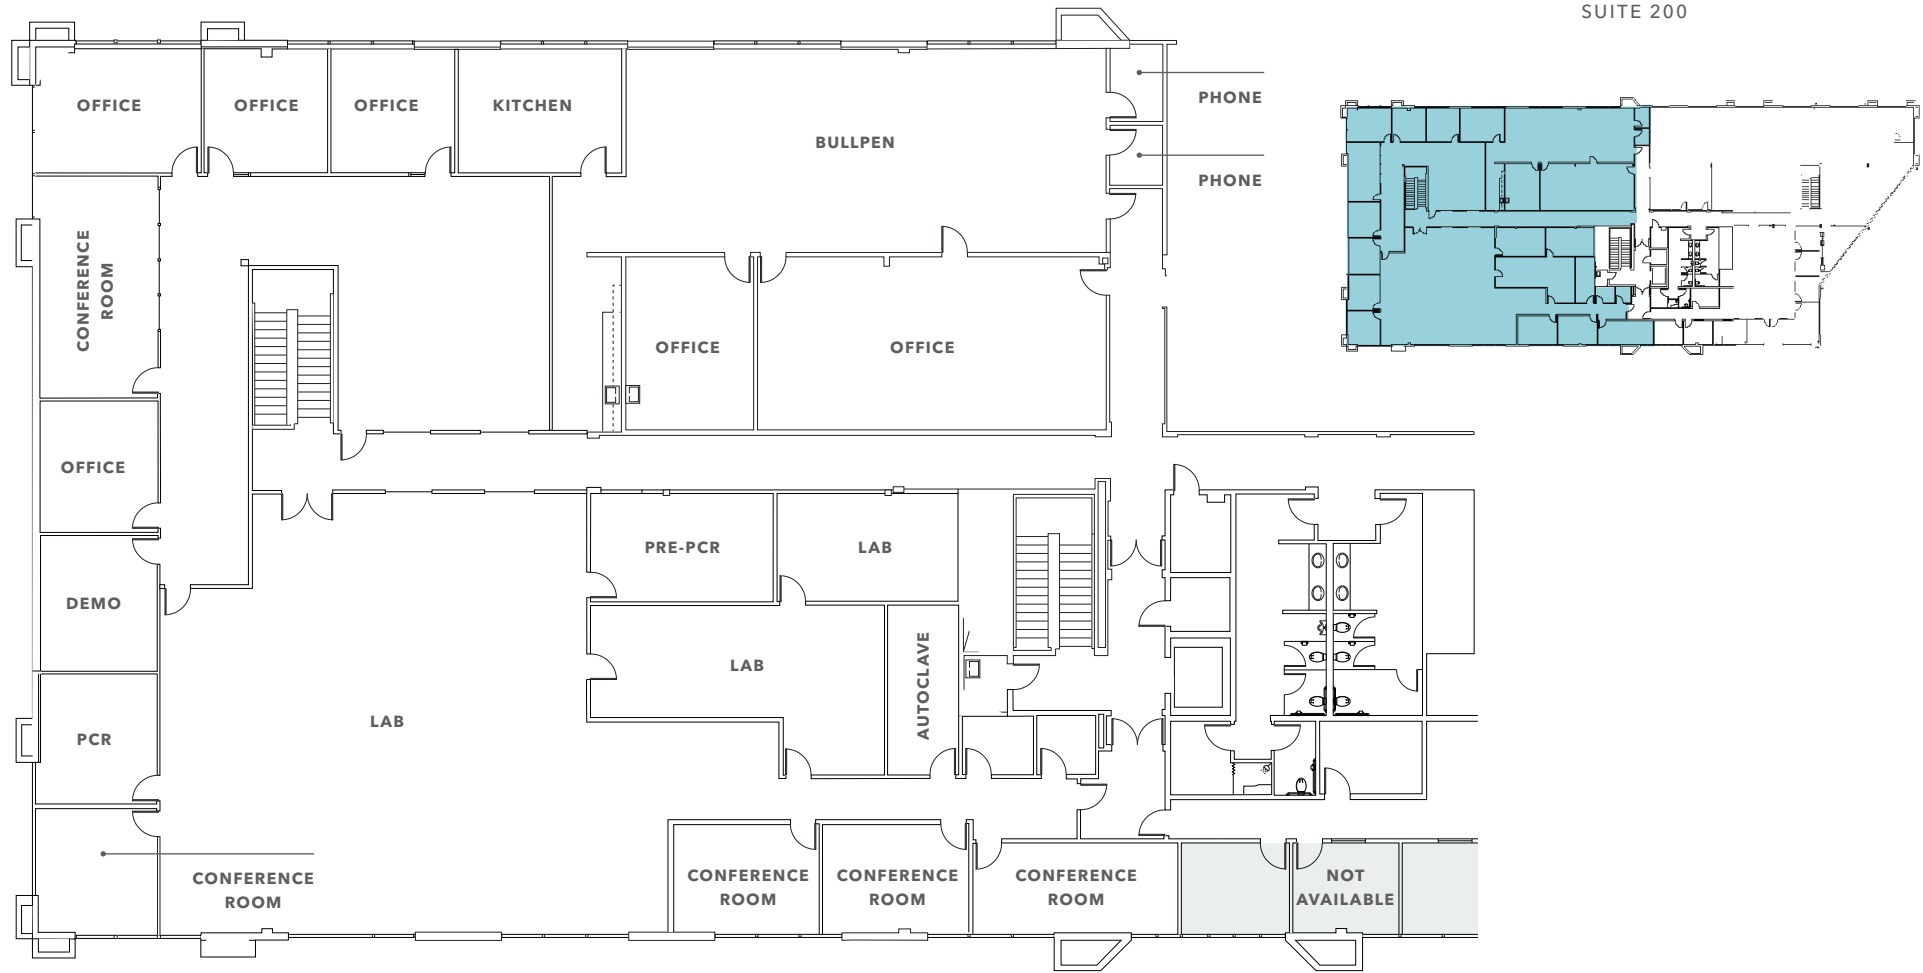 SUITE 200
OFFICE
OFFICE
OFFICE
KITCHEN
BULLPEN
PHONE
PHONE
CONFERENCE
ROOM
OFFICE
OFFICE
OFFICE
DEMO
PRE-PCR
LAB
LAB
AUTOCLAVE
PCR
LAB
CONFERENCE
ROOM
CONFERENCE
ROOM
CONFERENCE
ROOM
CONFERENCE
ROOM
NOT
AVAILABLE